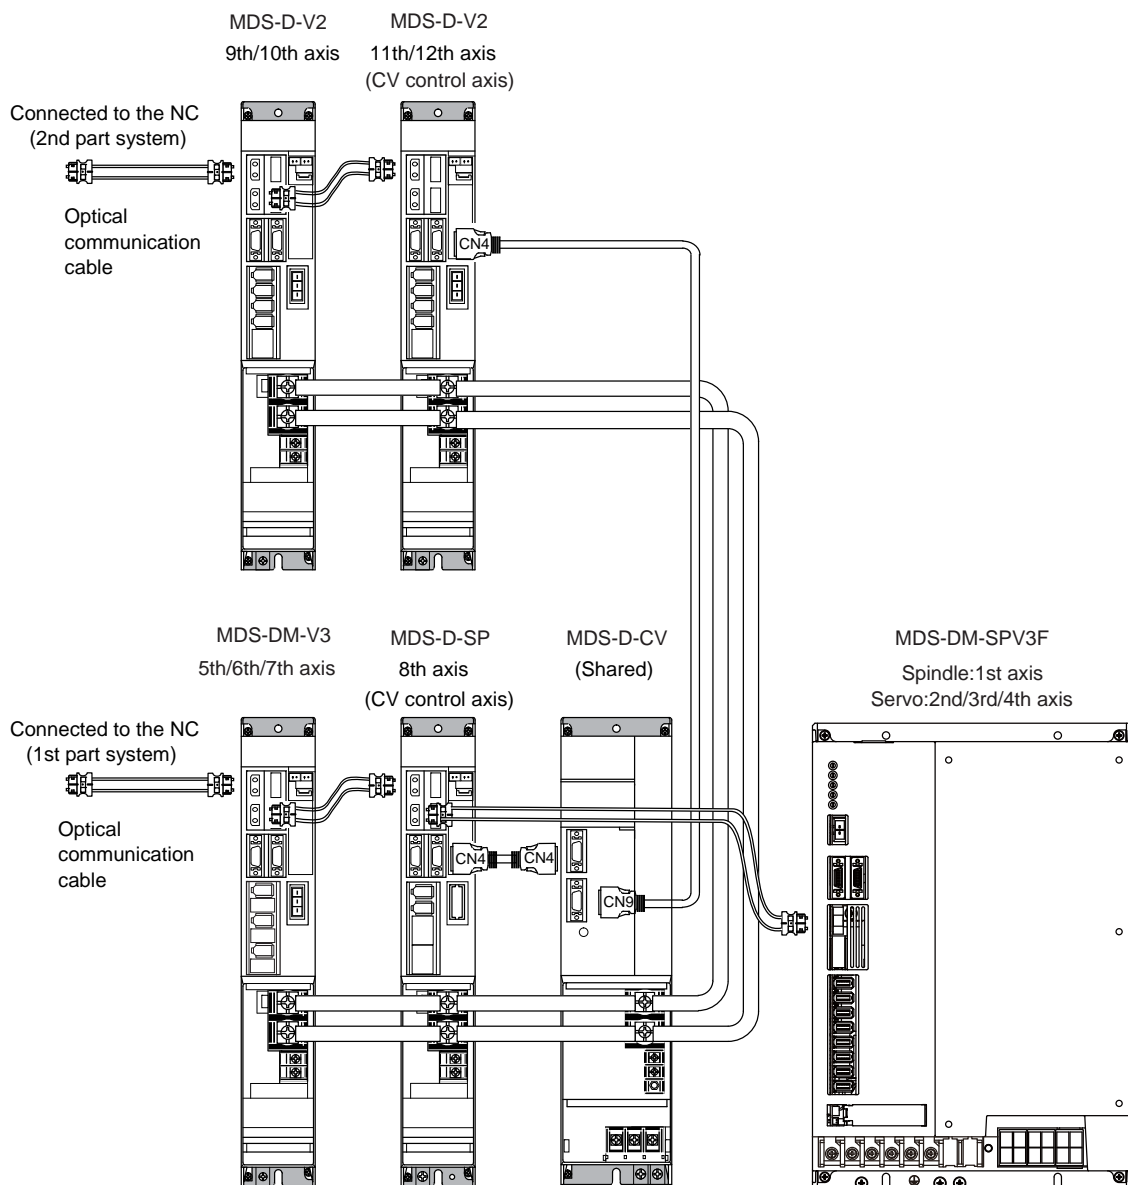 MDS-D-V2
9th/10th axis
MDS-D-V2
11th/12th axis
(CV control axis)
Connected to the NC
(2nd part system)
Optical
communication
cable
CN4
MDS-DM-V3
5th/6th/7th axis
MDS-D-SP
8th axis
(CV control axis)
MDS-D-CV
(Shared)
MDS-DM-SPV3F
Spindle:1st axis
Servo:2nd/3rd/4th axis
Connected to the NC
(1st part system)
Optical
communication
cable
CN4
CN4
CN9